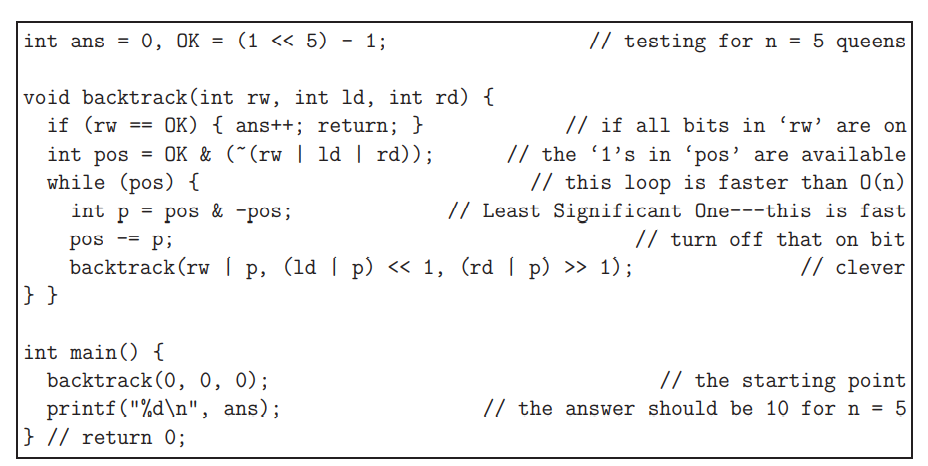 int ans = 0, OK = (1 << 5) - 1; // testing for n = 5 queens
void backtrack(int rw, int ld, int rd) {
if (rw == OK) { ans++; return; } // if all bits in ‘rw’ are on
int pos = OK & (~(rw | ld | rd)); // the ‘1’s in ‘pos’ are available
while (pos) { // this loop is faster than O(n)
int p = pos & -pos; // Least Significant One---this is fast
pos -= p; // turn off that on bit
backtrack(rw | p, (ld | p) << 1, (rd | p) >> 1); // clever
} }
int main() {
backtrack(0, 0, 0); // the starting point
printf("%d\n", ans); // the answer should be 10 for n = 5
} // return 0;